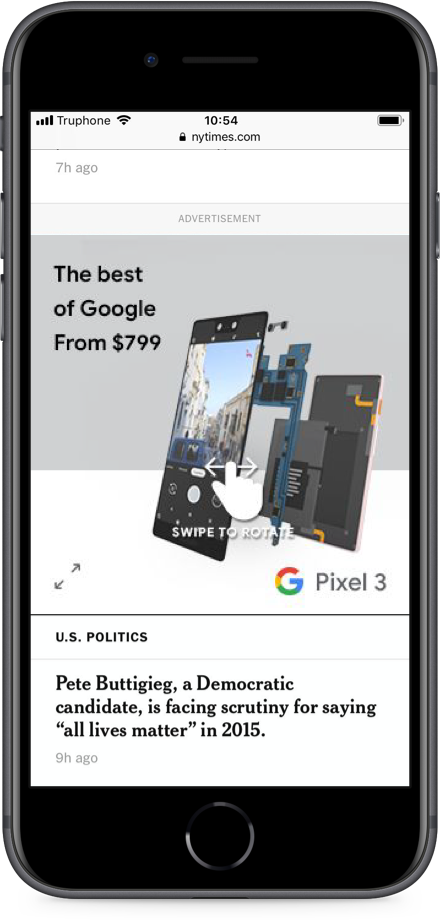 Truphone 10:54
nytimes.com
7h ago
ADVERTISEMENT
The best
of Google
From $799
SWIPE TO ROTATE
G Pixel 3
U.S. POLITICS
Pete Buttigieg, a Democratic
candidate, is facing scrutiny for saying
“all lives matter” in 2015.
9h ago